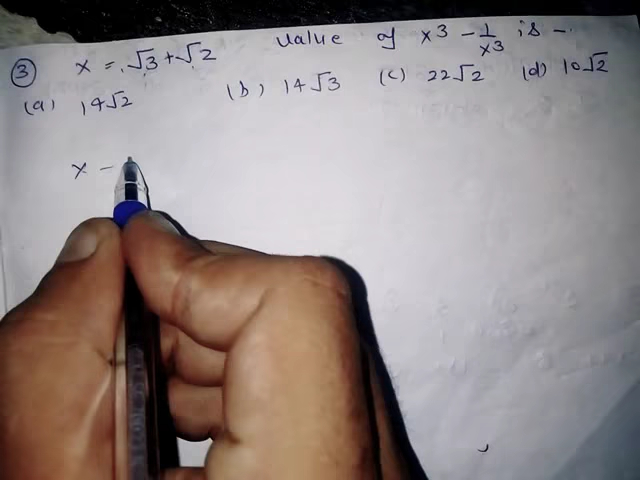 ③ x = √3+√2 value of x³ - 1/x³ is -
(a) 14√2 (b) 14√3 (c) 22√2 (d) 10√2
x -